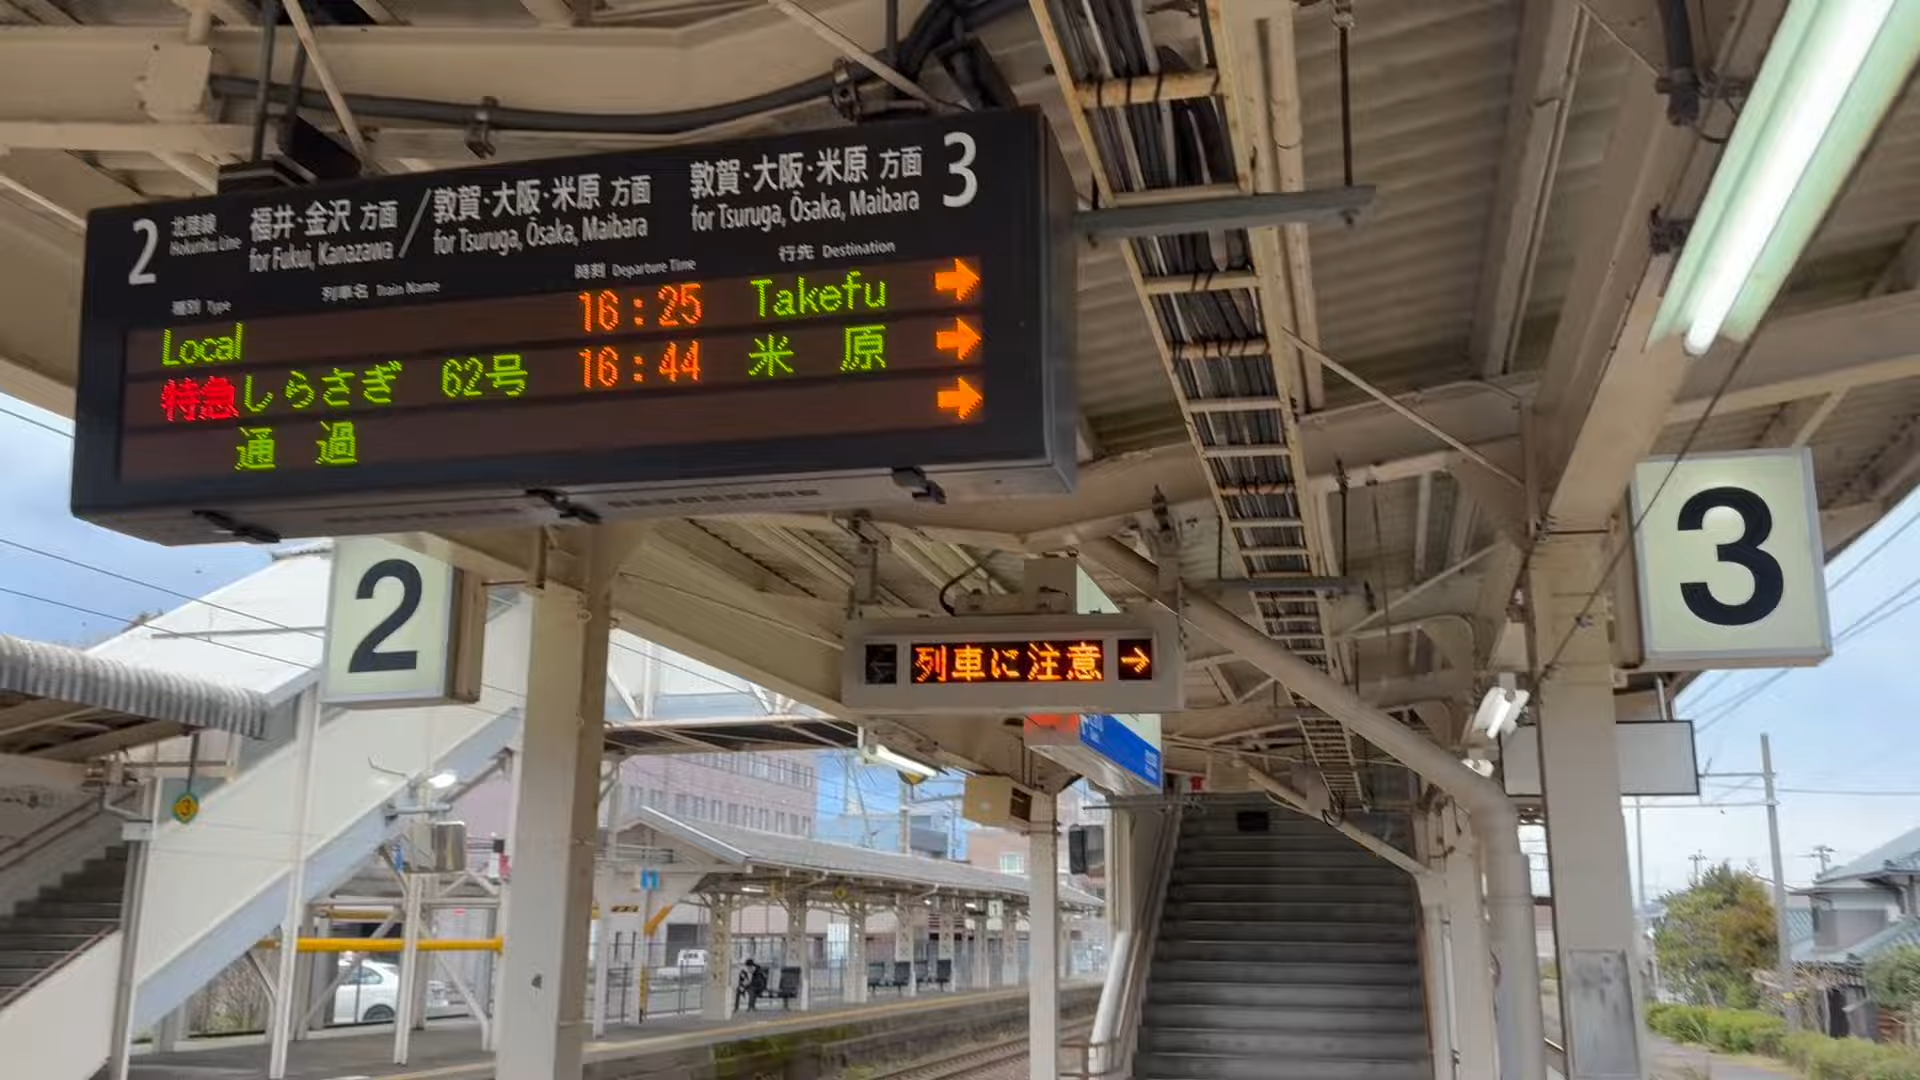 2 北陸線 福井・金沢 方面 / 敦賀・大阪・米原 方面 敦賀・大阪・米原 方面 3
Hokuriku Line for Fukui, Kanazawa for Tsuruga, Ōsaka, Maibara for Tsuruga, Ōsaka, Maibara
種別 Type 列車名 Train Name 時刻 Departure Time 行先 Destination
Local 16:25 Takefu →
特急 しらさぎ 62号 16:44 米原 →
通過 →
2
3
列車に注意 →
1